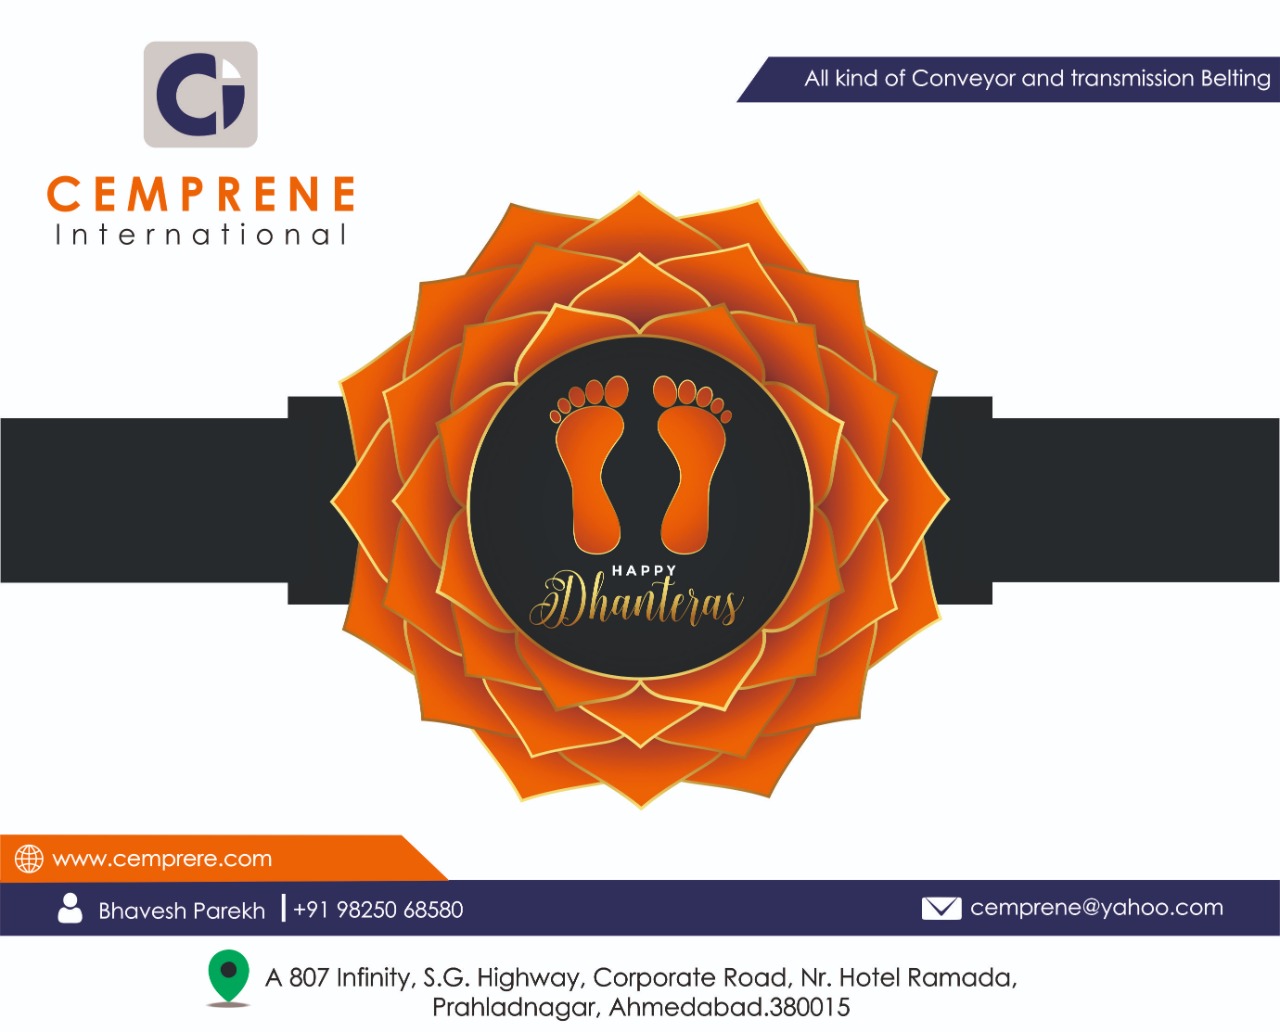 Ci
CEMPRENE
International
All kind of Conveyor and transmission Belting
HAPPY
Dhanteras
www.cemprere.com
Bhavesh Parekh | +91 98250 68580
cemprene@yahoo.com
A 807 Infinity, S.G. Highway, Corporate Road, Nr. Hotel Ramada,
Prahladnagar, Ahmedabad.380015